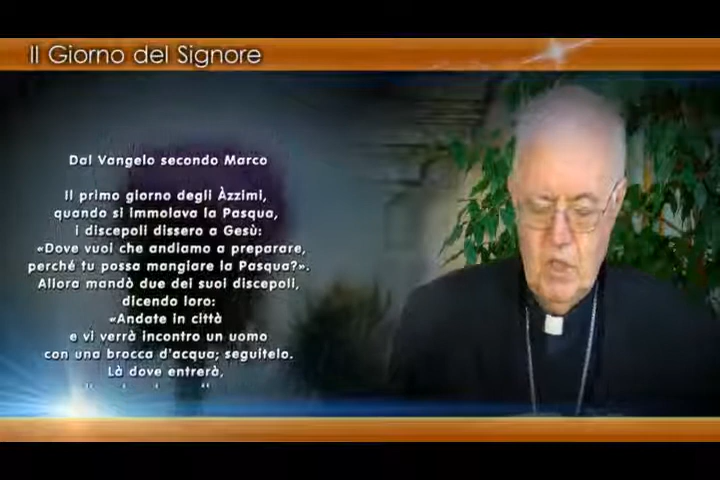 Il Giorno del Signore
Dal Vangelo secondo Marco
Il primo giorno degli Àzzimi,
quando si immolava la Pasqua,
i discepoli dissero a Gesù:
«Dove vuoi che andiamo a preparare,
perché tu possa mangiare la Pasqua?».
Allora mandò due dei suoi discepoli,
dicendo loro:
«Andate in città
e vi verrà incontro un uomo
con una brocca d'acqua; seguitelo.
Là dove entrerà,